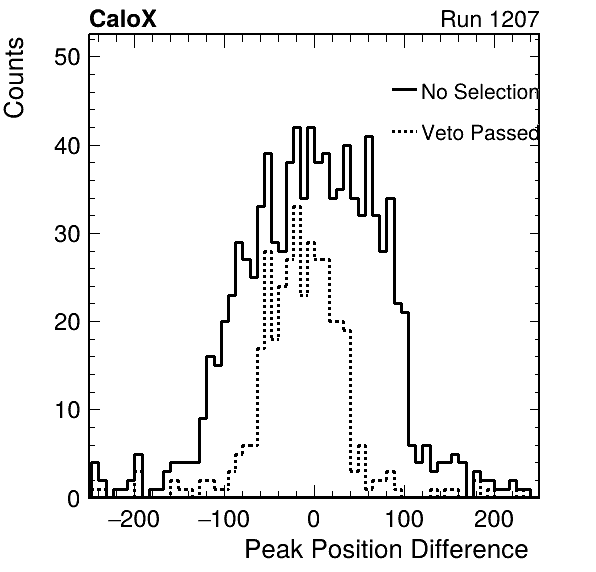 CaloX Run 1207
Counts
50
40
30
20
10
0
No Selection
Veto Passed
−200 −100 0 100 200
Peak Position Difference